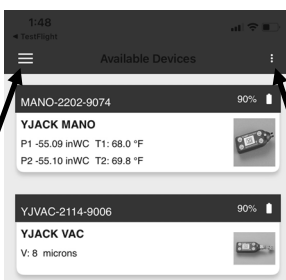 1:48
◀ TestFlight
Available Devices
MANO-2202-9074 90%
YJACK MANO
P1 -55.09 inWC T1: 68.0 °F
P2 -55.10 inWC T2: 69.8 °F
YJVAC-2114-9006 90%
YJACK VAC
V: 8 microns